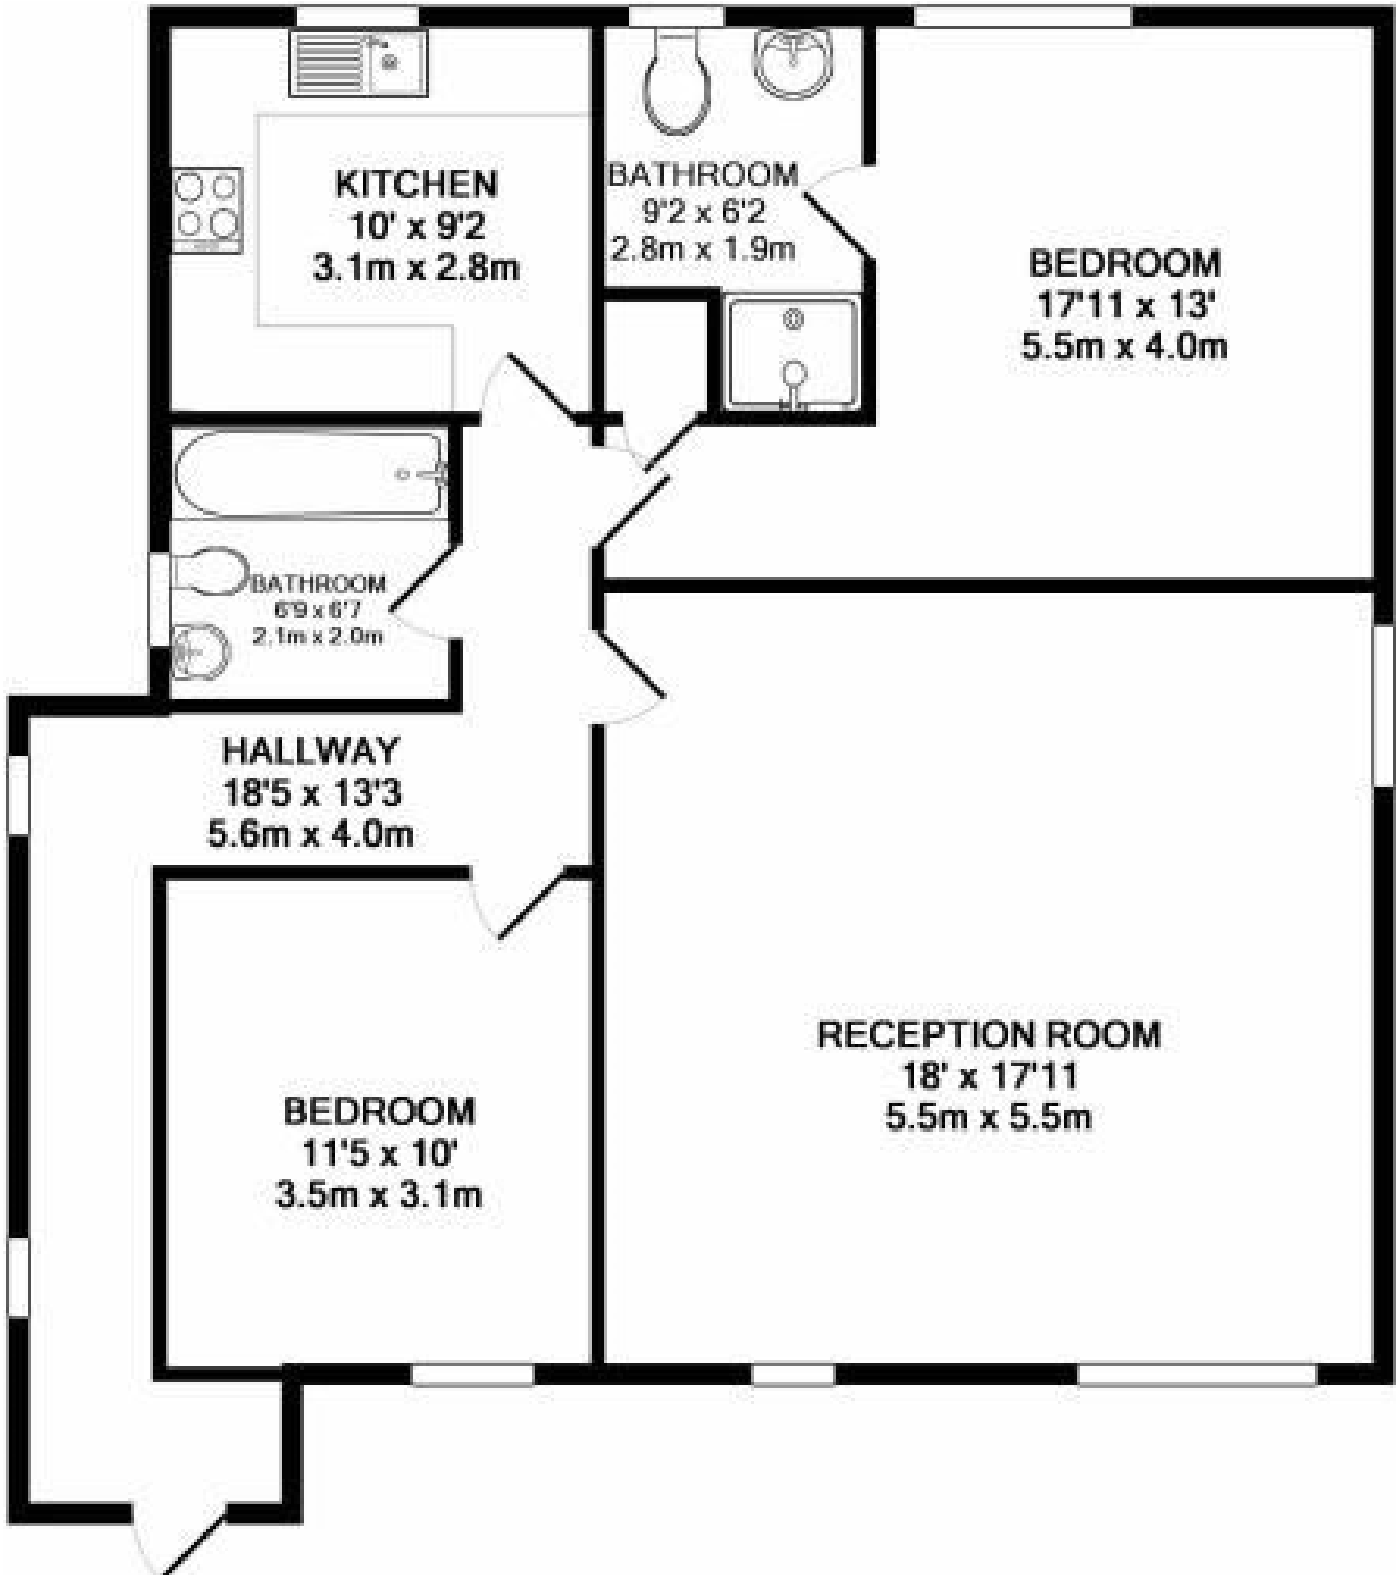 KITCHEN
10' x 9'2
3.1m x 2.8m
BATHROOM
9'2 x 6'2
2.8m x 1.9m
BEDROOM
17'11 x 13'
5.5m x 4.0m
BATHROOM
6'9 x 6'7
2.1m x 2.0m
HALLWAY
18'5 x 13'3
5.6m x 4.0m
RECEPTION ROOM
18' x 17'11
5.5m x 5.5m
BEDROOM
11'5 x 10'
3.5m x 3.1m